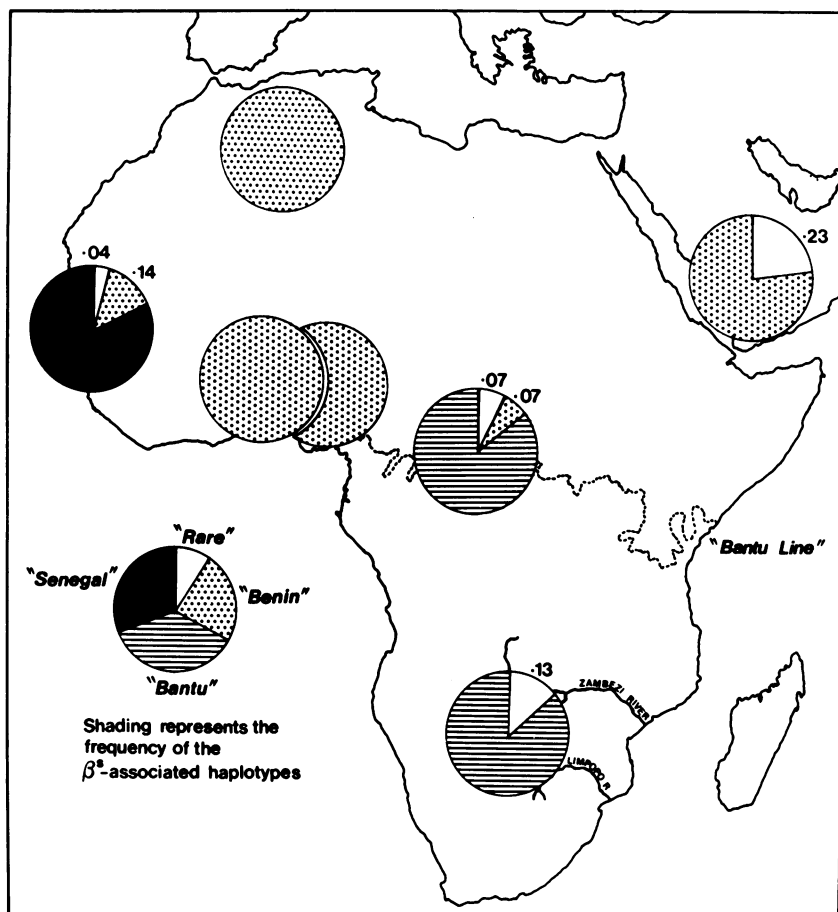 ·04
·14
·23
·07
·07
"Bantu Line"
"Rare"
"Senegal"
"Benin"
"Bantu"
·13
ZAMBEZI RIVER
LIMPOPO R.
Shading represents the
frequency of the
βˢ-associated haplotypes